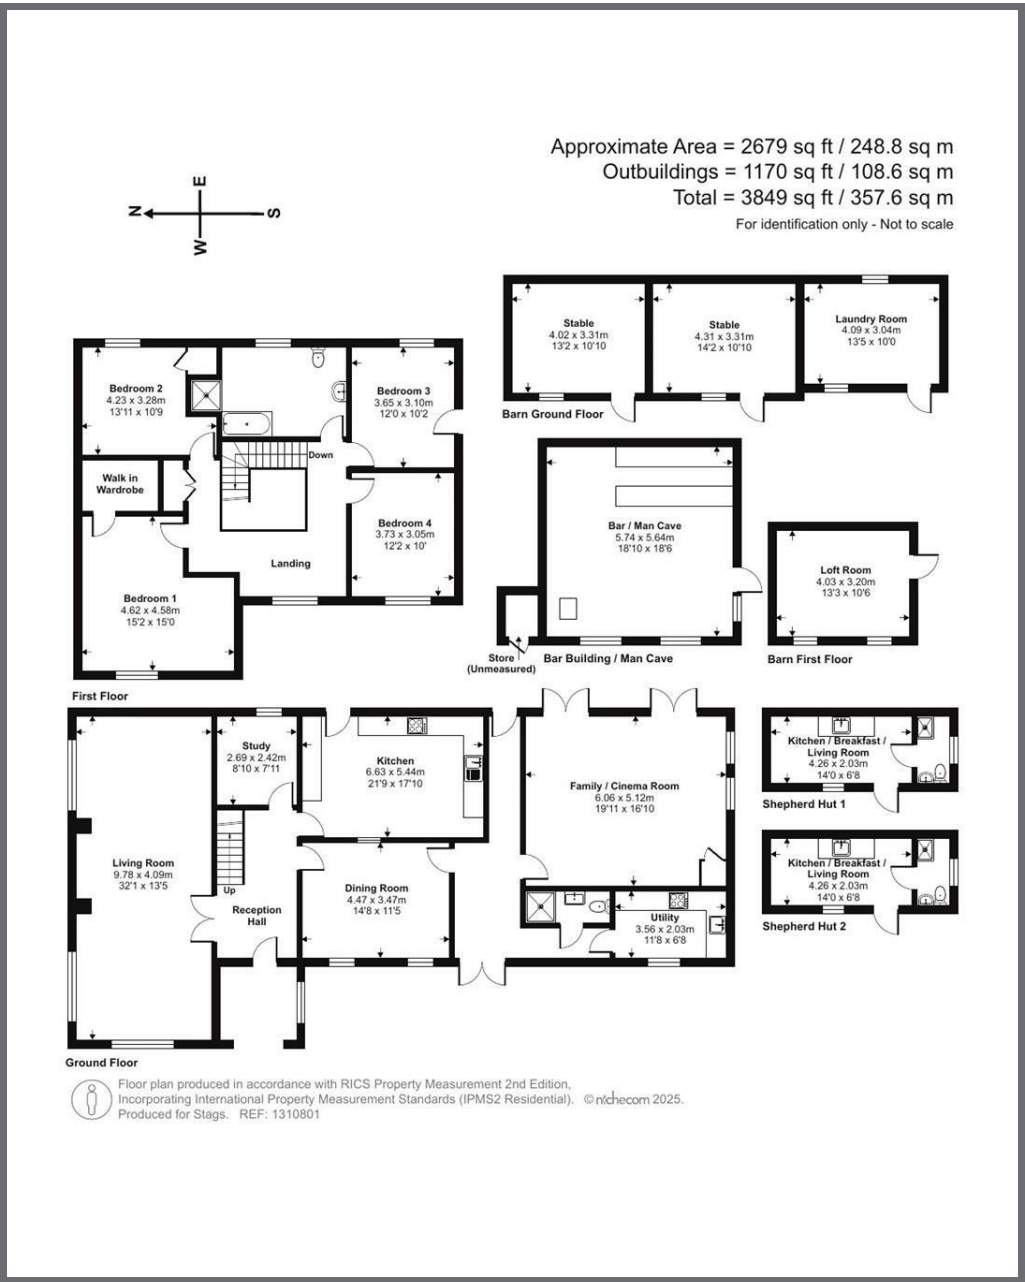 Approximate Area = 2679 sq ft / 248.8 sq m
Outbuildings = 1170 sq ft / 108.6 sq m
Total = 3849 sq ft / 357.6 sq m
For identification only - Not to scale
E
N
S
W
Stable
4.02 x 3.31m
13'2 x 10'10
Stable
4.31 x 3.31m
14'2 x 10'10
Laundry Room
4.09 x 3.04m
13'5 x 10'0
Barn Ground Floor
Bedroom 2
4.23 x 3.28m
13'11 x 10'9
Bedroom 3
3.65 x 3.10m
12'0 x 10'2
Down
Walk in
Wardrobe
Bedroom 4
3.73 x 3.05m
12'2 x 10'
Landing
Bedroom 1
4.62 x 4.58m
15'2 x 15'0
First Floor
Bar / Man Cave
5.74 x 5.64m
18'10 x 18'6
Store
(Unmeasured)
Bar Building / Man Cave
Loft Room
4.03 x 3.20m
13'3 x 10'6
Barn First Floor
Study
2.69 x 2.42m
8'10 x 7'11
Kitchen
6.63 x 5.44m
21'9 x 17'10
Family / Cinema Room
6.06 x 5.12m
19'11 x 16'10
Living Room
9.78 x 4.09m
32'1 x 13'5
Up
Reception
Hall
Dining Room
4.47 x 3.47m
14'8 x 11'5
Utility
3.56 x 2.03m
11'8 x 6'8
Ground Floor
Kitchen / Breakfast /
Living Room
4.26 x 2.03m
14'0 x 6'8
Shepherd Hut 1
Kitchen / Breakfast /
Living Room
4.26 x 2.03m
14'0 x 6'8
Shepherd Hut 2
Floor plan produced in accordance with RICS Property Measurement 2nd Edition,
Incorporating International Property Measurement Standards (IPMS2 Residential). © nichecom 2025.
Produced for Stags. REF: 1310801